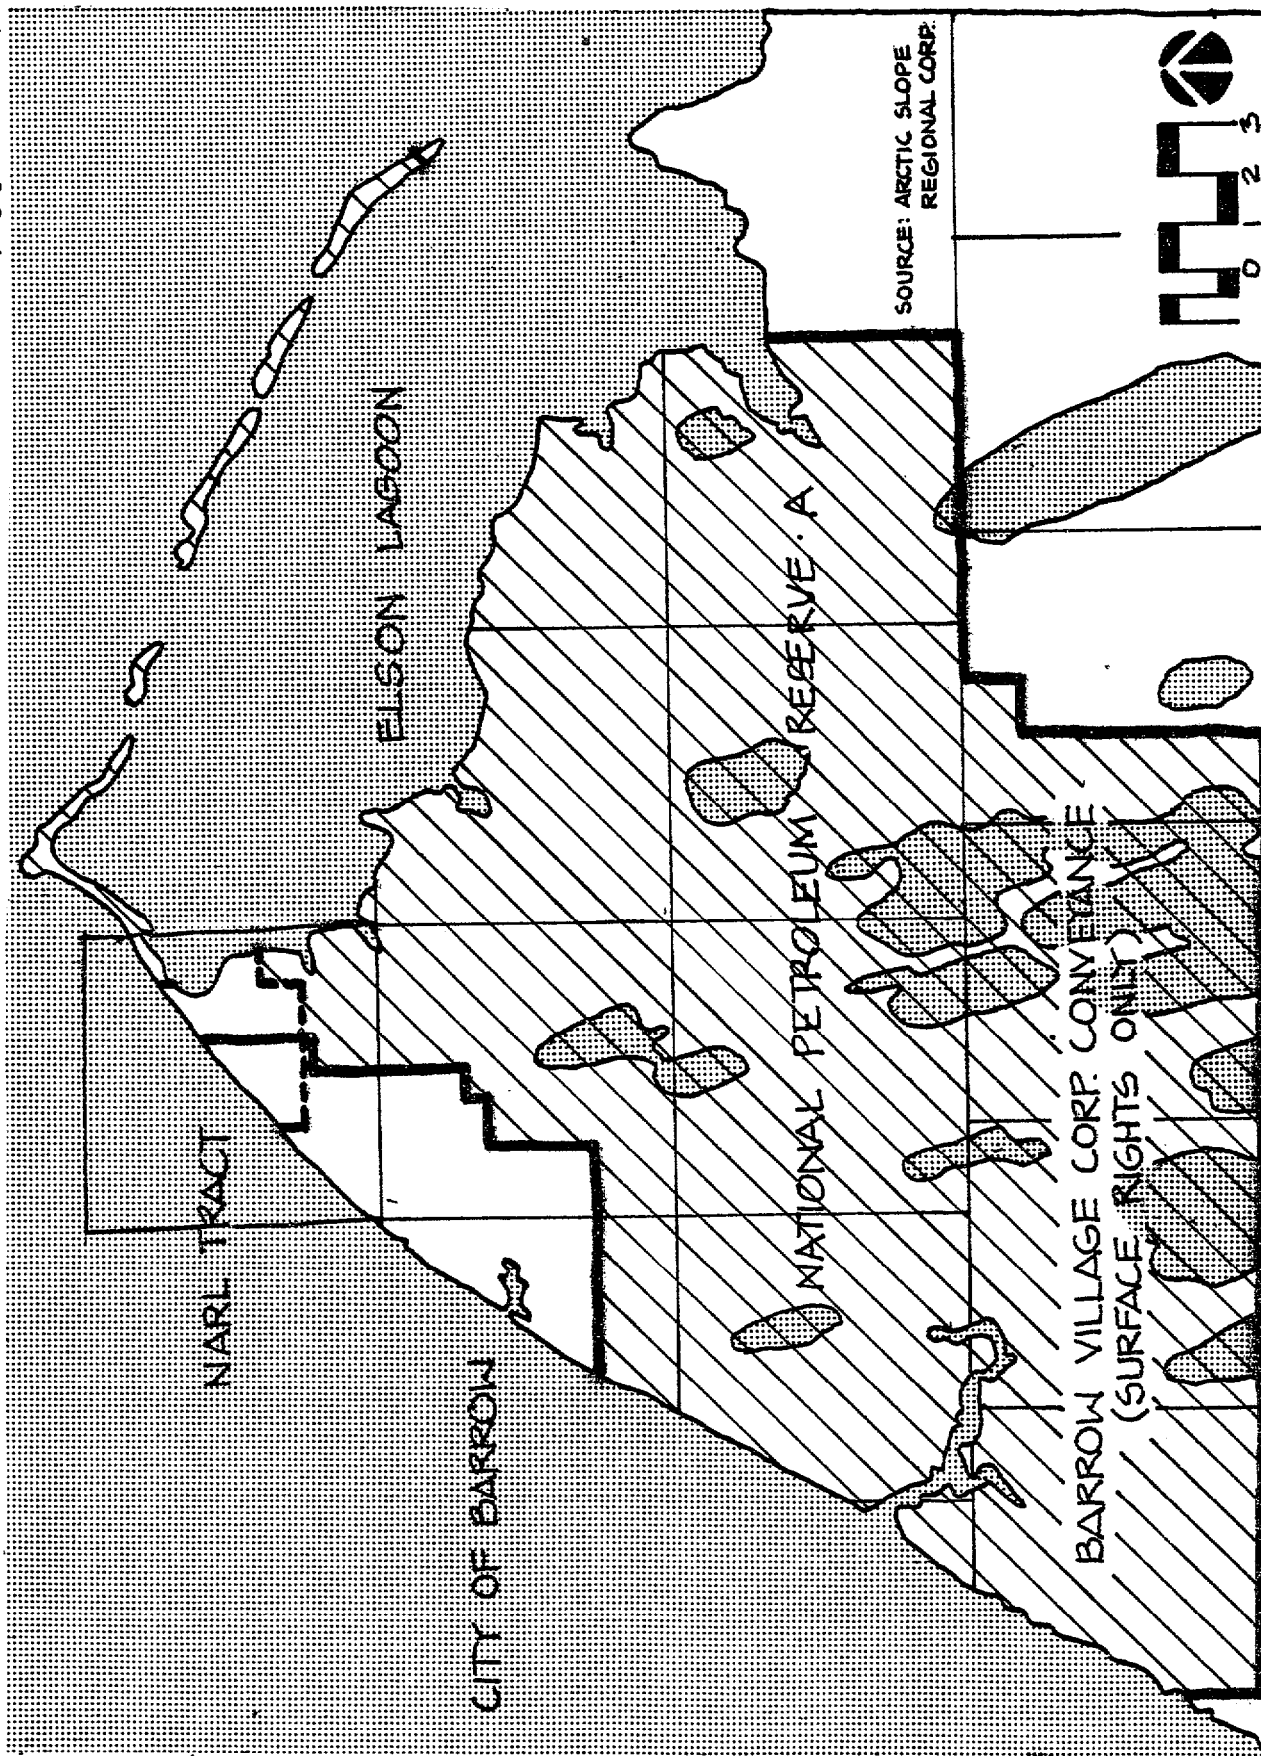 NARL TRACT
ELSON LAGOON
CITY OF BARROW
NATIONAL PETROLEUM RESERVE . A
SOURCE: ARCTIC SLOPE
REGIONAL CORP.
BARROW VILLAGE CORP. CONVEYANCE
(SURFACE RIGHTS ONLY)
0 1 2 3